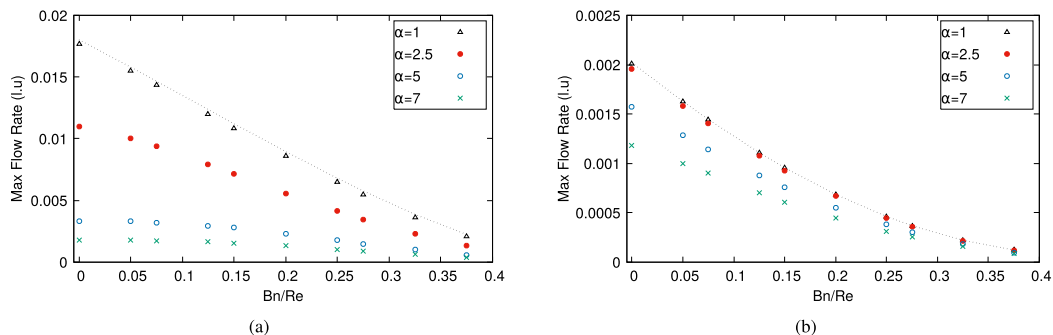 0.02
0.015
0.01
0.005
0
Max Flow Rate (l.u)
0 0.05 0.1 0.15 0.2 0.25 0.3 0.35 0.4
Bn/Re
α=1
α=2.5
α=5
α=7
(a)
0.0025
0.002
0.0015
0.001
0.0005
0
Max Flow Rate (l.u)
0 0.05 0.1 0.15 0.2 0.25 0.3 0.35 0.4
Bn/Re
α=1
α=2.5
α=5
α=7
(b)